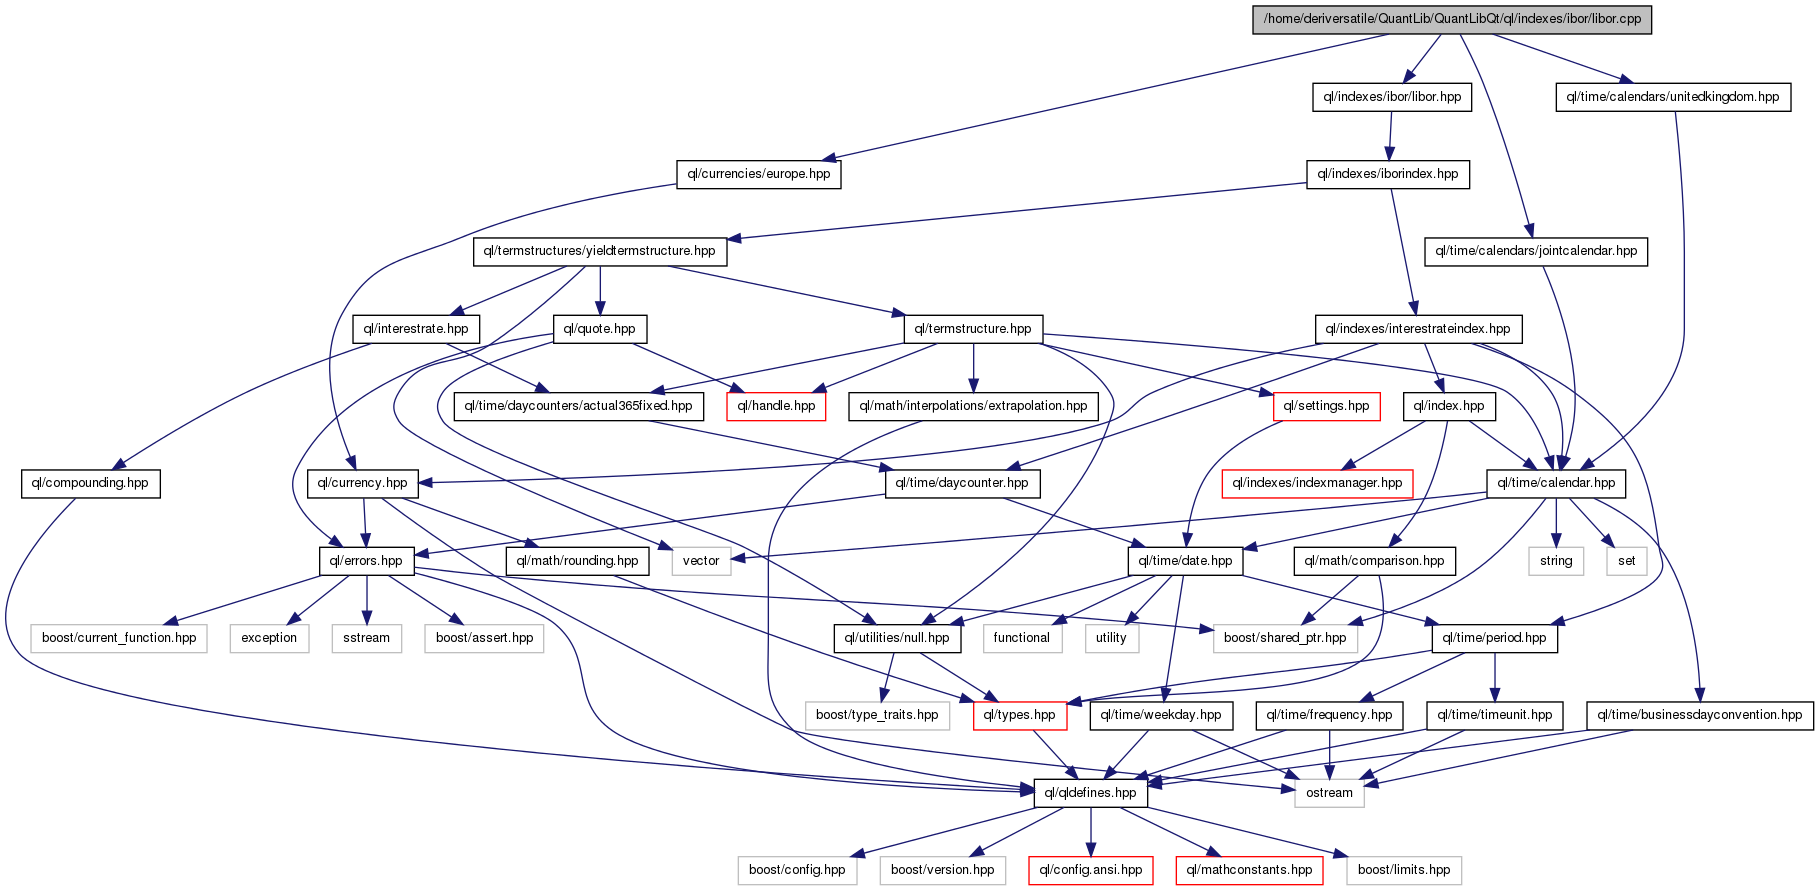 /home/deriversatile/QuantLib/QuantLibQt/ql/indexes/ibor/libor.cpp
ql/indexes/ibor/libor.hpp
ql/time/calendars/unitedkingdom.hpp
ql/currencies/europe.hpp
ql/indexes/iborindex.hpp
ql/termstructures/yieldtermstructure.hpp
ql/time/calendars/jointcalendar.hpp
ql/interestrate.hpp
ql/quote.hpp
ql/termstructure.hpp
ql/indexes/interestrateindex.hpp
ql/time/daycounters/actual365fixed.hpp
ql/handle.hpp
ql/math/interpolations/extrapolation.hpp
ql/settings.hpp
ql/index.hpp
ql/compounding.hpp
ql/currency.hpp
ql/time/daycounter.hpp
ql/indexes/indexmanager.hpp
ql/time/calendar.hpp
ql/errors.hpp
ql/math/rounding.hpp
vector
ql/time/date.hpp
ql/math/comparison.hpp
string
set
boost/current_function.hpp
exception
sstream
boost/assert.hpp
ql/utilities/null.hpp
functional
utility
boost/shared_ptr.hpp
ql/time/period.hpp
boost/type_traits.hpp
ql/types.hpp
ql/time/weekday.hpp
ql/time/frequency.hpp
ql/time/timeunit.hpp
ql/time/businessdayconvention.hpp
ql/qldefines.hpp
ostream
boost/config.hpp
boost/version.hpp
ql/config.ansi.hpp
ql/mathconstants.hpp
boost/limits.hpp